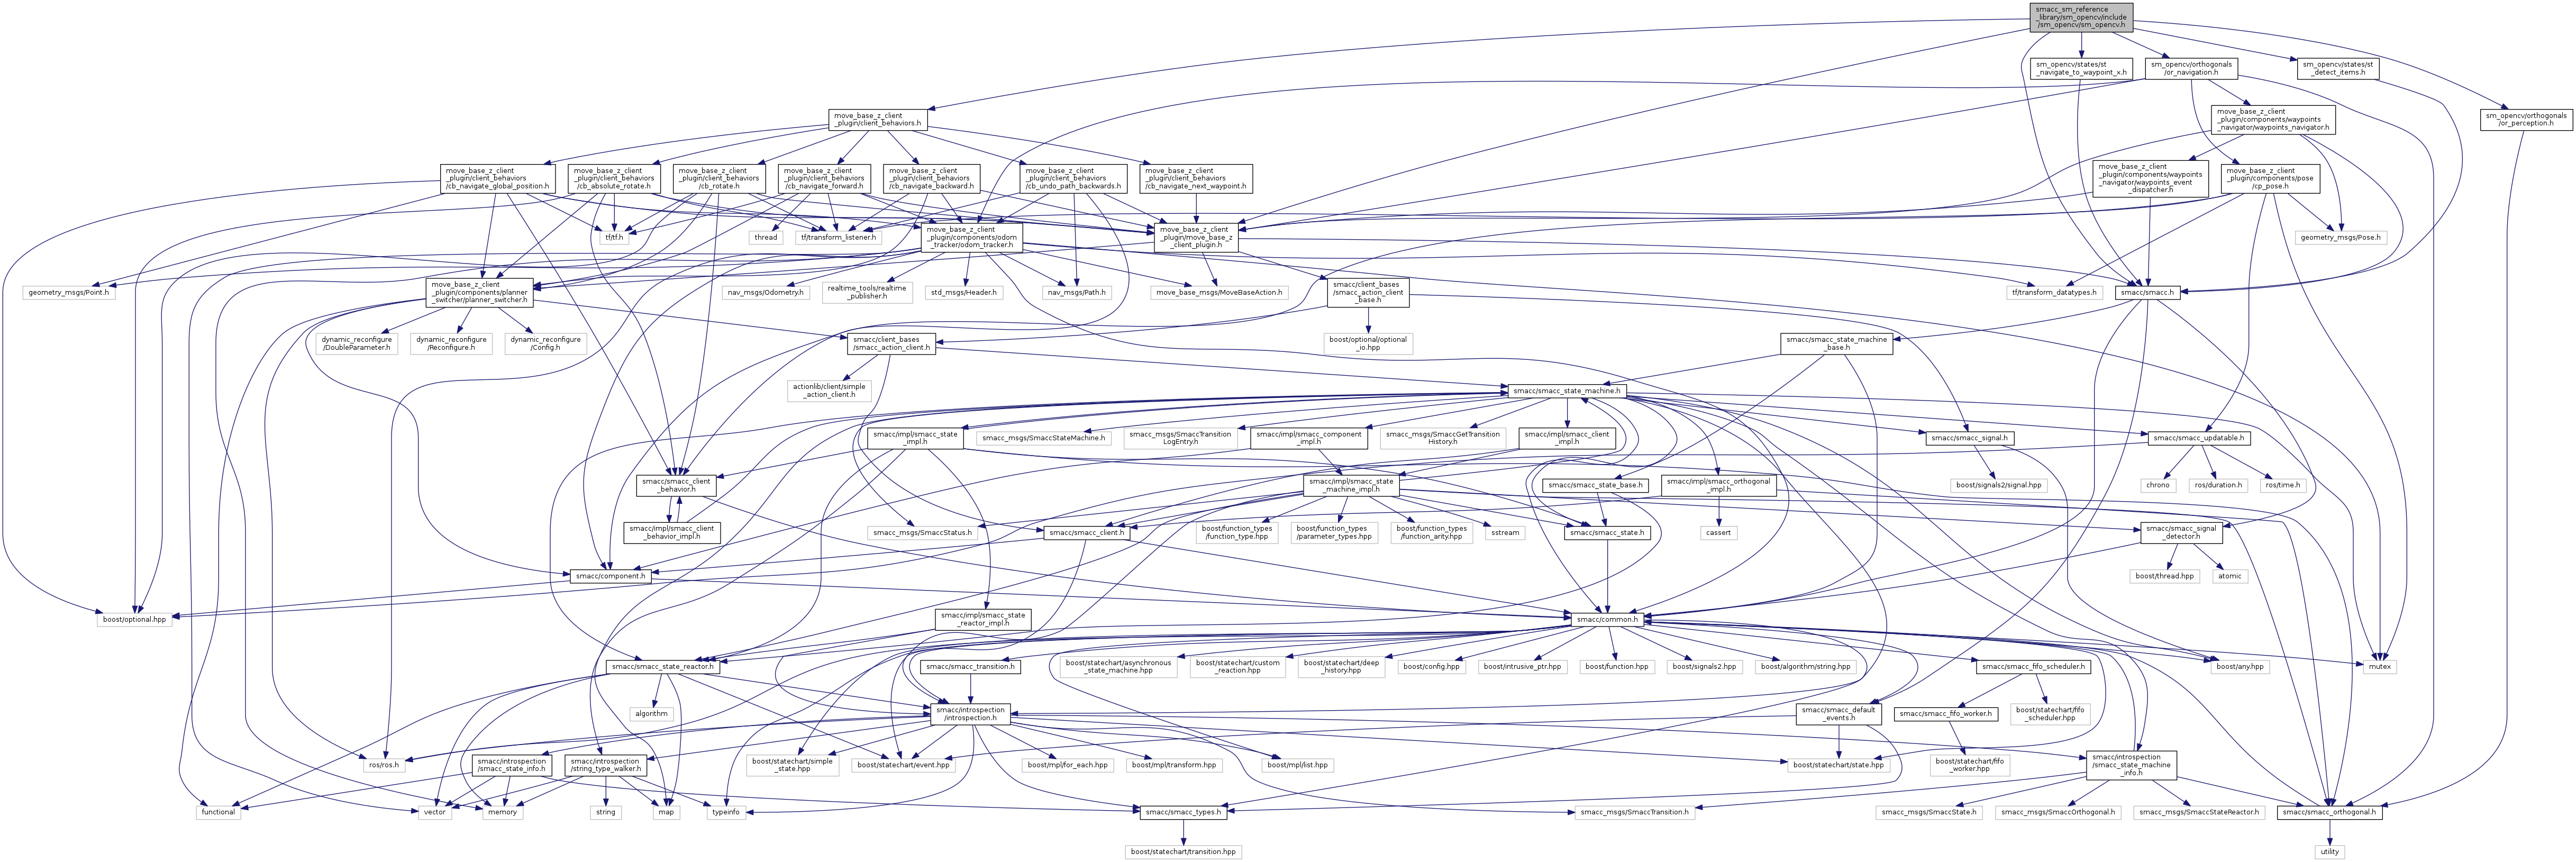 smacc_sm_reference
_library/sm_opencv/include
/sm_opencv/sm_opencv.h
sm_opencv/states/st
_navigate_to_waypoint_x.h
sm_opencv/orthogonals
/or_navigation.h
sm_opencv/states/st
_detect_items.h
move_base_z_client
_plugin/client_behaviors.h
move_base_z_client
_plugin/components/waypoints
_navigator/waypoints_navigator.h
sm_opencv/orthogonals
/or_perception.h
move_base_z_client
_plugin/client_behaviors
/cb_navigate_global_position.h
move_base_z_client
_plugin/client_behaviors
/cb_absolute_rotate.h
move_base_z_client
_plugin/client_behaviors
/cb_rotate.h
move_base_z_client
_plugin/client_behaviors
/cb_navigate_forward.h
move_base_z_client
_plugin/client_behaviors
/cb_navigate_backward.h
move_base_z_client
_plugin/client_behaviors
/cb_undo_path_backwards.h
move_base_z_client
_plugin/client_behaviors
/cb_navigate_next_waypoint.h
move_base_z_client
_plugin/components/waypoints
_navigator/waypoints_event
_dispatcher.h
move_base_z_client
_plugin/components/pose
/cp_pose.h
tf/tf.h
thread
tf/transform_listener.h
move_base_z_client
_plugin/components/odom
_tracker/odom_tracker.h
move_base_z_client
_plugin/move_base_z
_client_plugin.h
geometry_msgs/Pose.h
geometry_msgs/Point.h
move_base_z_client
_plugin/components/planner
_switcher/planner_switcher.h
nav_msgs/Odometry.h
realtime_tools/realtime
_publisher.h
std_msgs/Header.h
nav_msgs/Path.h
move_base_msgs/MoveBaseAction.h
smacc/client_bases
/smacc_action_client
_base.h
tf/transform_datatypes.h
smacc/smacc.h
dynamic_reconfigure
/DoubleParameter.h
dynamic_reconfigure
/Reconfigure.h
dynamic_reconfigure
/Config.h
smacc/client_bases
/smacc_action_client.h
boost/optional/optional
_io.hpp
smacc/smacc_state_machine
_base.h
actionlib/client/simple
_action_client.h
smacc/smacc_state_machine.h
smacc/impl/smacc_state
_impl.h
smacc_msgs/SmaccStateMachine.h
smacc_msgs/SmaccTransition
LogEntry.h
smacc/impl/smacc_component
_impl.h
smacc_msgs/SmaccGetTransition
History.h
smacc/impl/smacc_client
_impl.h
smacc/smacc_signal.h
smacc/smacc_updatable.h
smacc/smacc_client
_behavior.h
smacc/impl/smacc_state
_machine_impl.h
smacc/smacc_state_base.h
smacc/impl/smacc_orthogonal
_impl.h
boost/signals2/signal.hpp
chrono
ros/duration.h
ros/time.h
smacc/impl/smacc_client
_behavior_impl.h
smacc_msgs/SmaccStatus.h
smacc/smacc_client.h
boost/function_types
/function_type.hpp
boost/function_types
/parameter_types.hpp
boost/function_types
/function_arity.hpp
sstream
smacc/smacc_state.h
cassert
smacc/smacc_signal
_detector.h
smacc/component.h
boost/thread.hpp
atomic
boost/optional.hpp
smacc/impl/smacc_state
_reactor_impl.h
smacc/common.h
smacc/smacc_state_reactor.h
smacc/smacc_transition.h
boost/statechart/asynchronous
_state_machine.hpp
boost/statechart/custom
_reaction.hpp
boost/statechart/deep
_history.hpp
boost/config.hpp
boost/intrusive_ptr.hpp
boost/function.hpp
boost/signals2.hpp
boost/algorithm/string.hpp
smacc/smacc_fifo_scheduler.h
boost/any.hpp
mutex
algorithm
smacc/introspection
/introspection.h
smacc/smacc_default
_events.h
smacc/smacc_fifo_worker.h
boost/statechart/fifo
_scheduler.hpp
ros/ros.h
smacc/introspection
/smacc_state_info.h
smacc/introspection
/string_type_walker.h
boost/statechart/simple
_state.hpp
boost/statechart/event.hpp
boost/mpl/for_each.hpp
boost/mpl/transform.hpp
boost/mpl/list.hpp
boost/statechart/state.hpp
boost/statechart/fifo
_worker.hpp
smacc/introspection
/smacc_state_machine
_info.h
functional
vector
memory
string
map
typeinfo
smacc/smacc_types.h
smacc_msgs/SmaccTransition.h
smacc_msgs/SmaccState.h
smacc_msgs/SmaccOrthogonal.h
smacc_msgs/SmaccStateReactor.h
smacc/smacc_orthogonal.h
boost/statechart/transition.hpp
utility